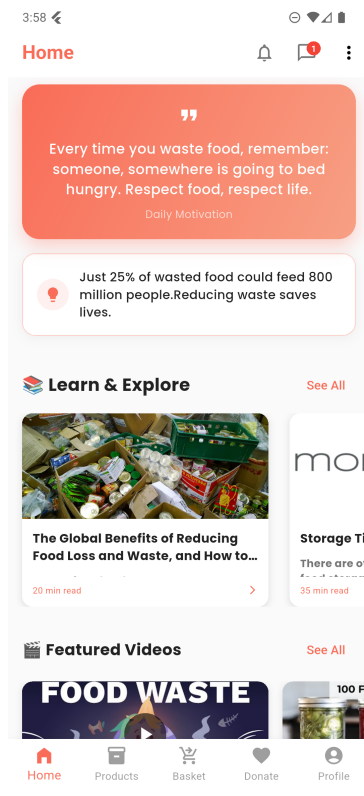 3:58
Home
1
Every time you waste food, remember:
someone, somewhere is going to bed
hungry. Respect food, respect life.
Daily Motivation
Just 25% of wasted food could feed 800
million people.Reducing waste saves
lives.
📚 Learn & Explore
See All
The Global Benefits of Reducing
Food Loss and Waste, and How to...
20 min read
Storage Ti
There are o
35 min read
🎬 Featured Videos
See All
FOOD WASTE
100 F
Home
Products
Basket
Donate
Profile